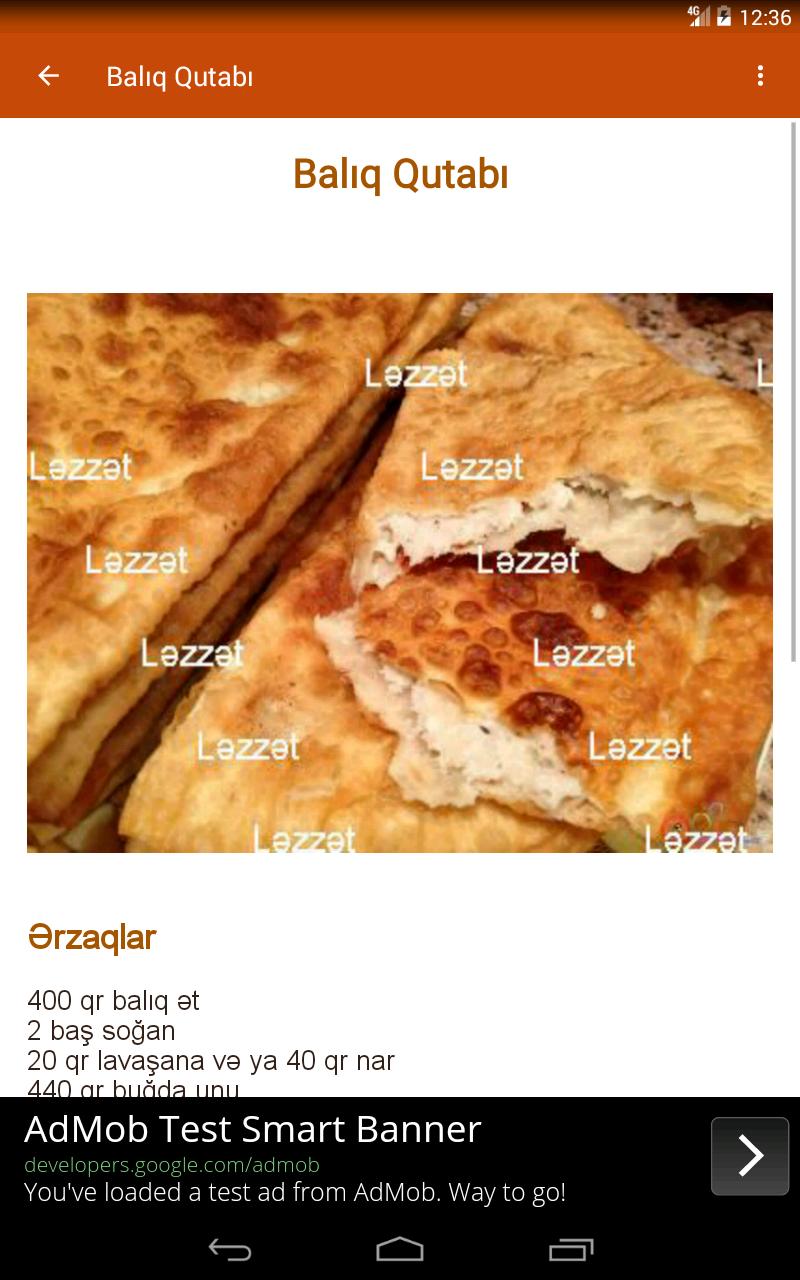 4G 12:36
Balıq Qutabı
Balıq Qutabı
Ləzzət
L
Ləzzət Ləzzət
Ləzzət Ləzzət
Ləzzət Ləzzət
Ləzzət Ləzzət
Ləzzət Ləzzət
Ərzaqlar
400 qr balıq ət
2 baş soğan
20 qr lavaşana və ya 40 qr nar
440 qr buğda unu
AdMob Test Smart Banner
developers.google.com/admob
You've loaded a test ad from AdMob. Way to go!